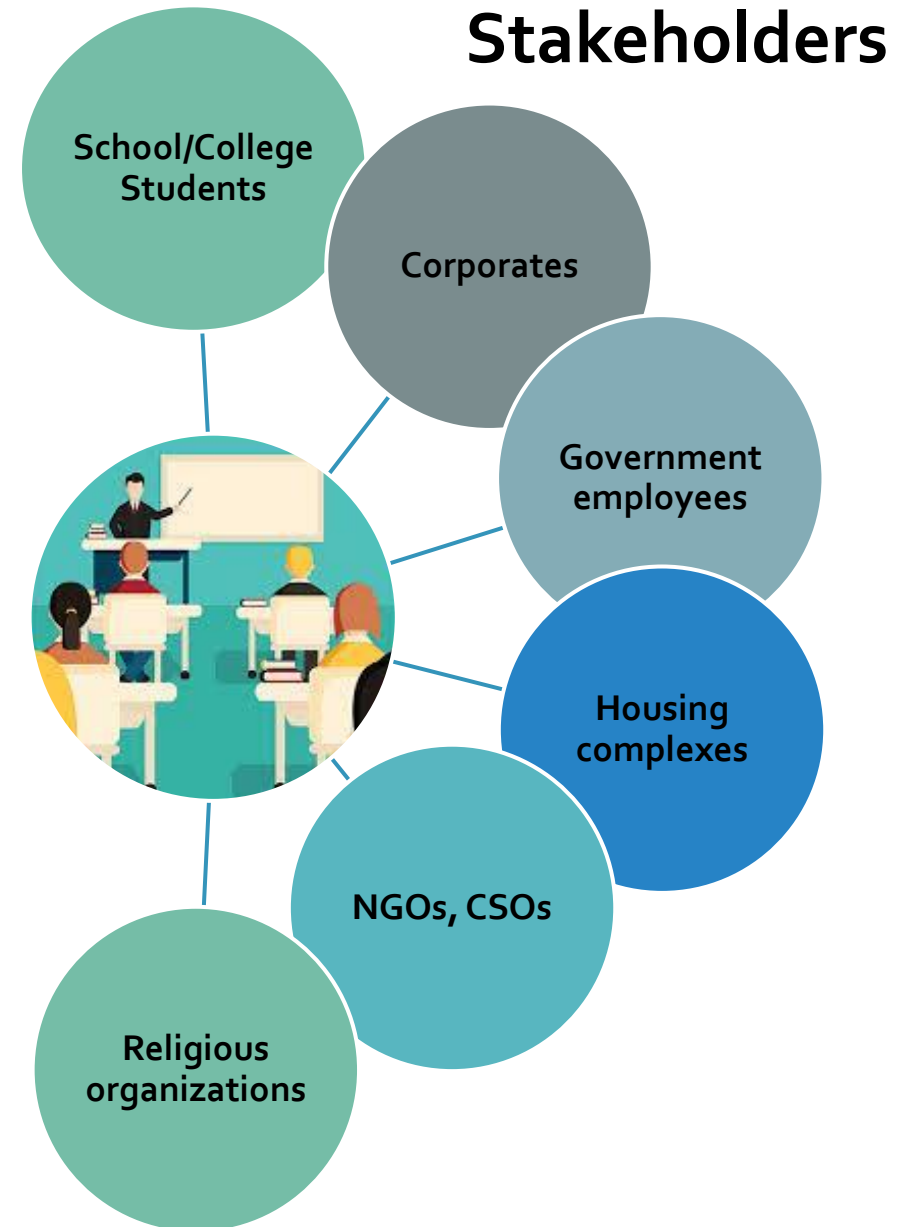 Stakeholders
School/College
Students
Corporates
Government
employees
Housing
complexes
NGOs, CSOs
Religious
organizations